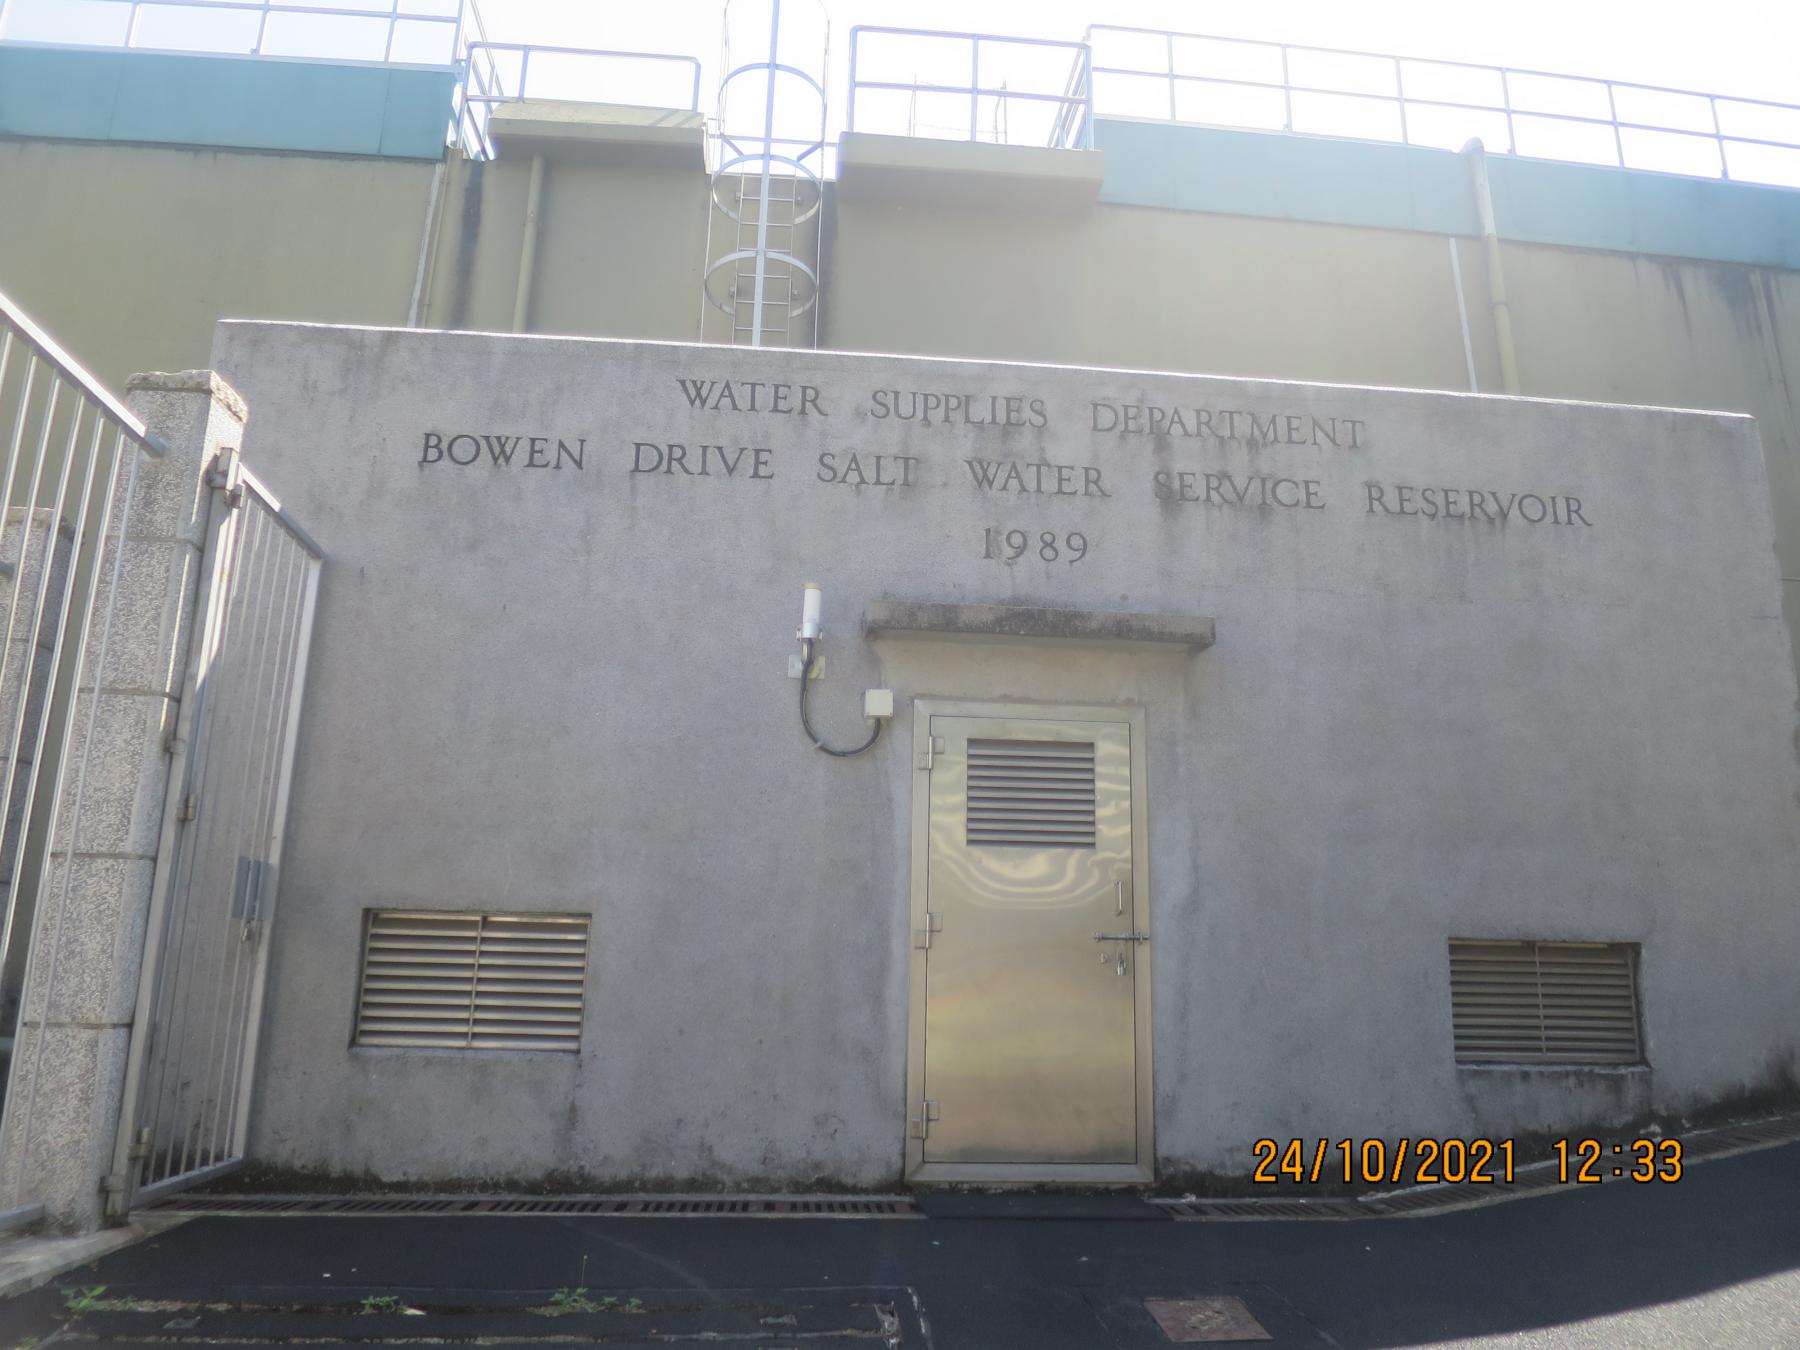 WATER SUPPLIES DEPARTMENT
BOWEN DRIVE SALT WATER SERVICE RESERVOIR
1989
24/10/2021 12:33